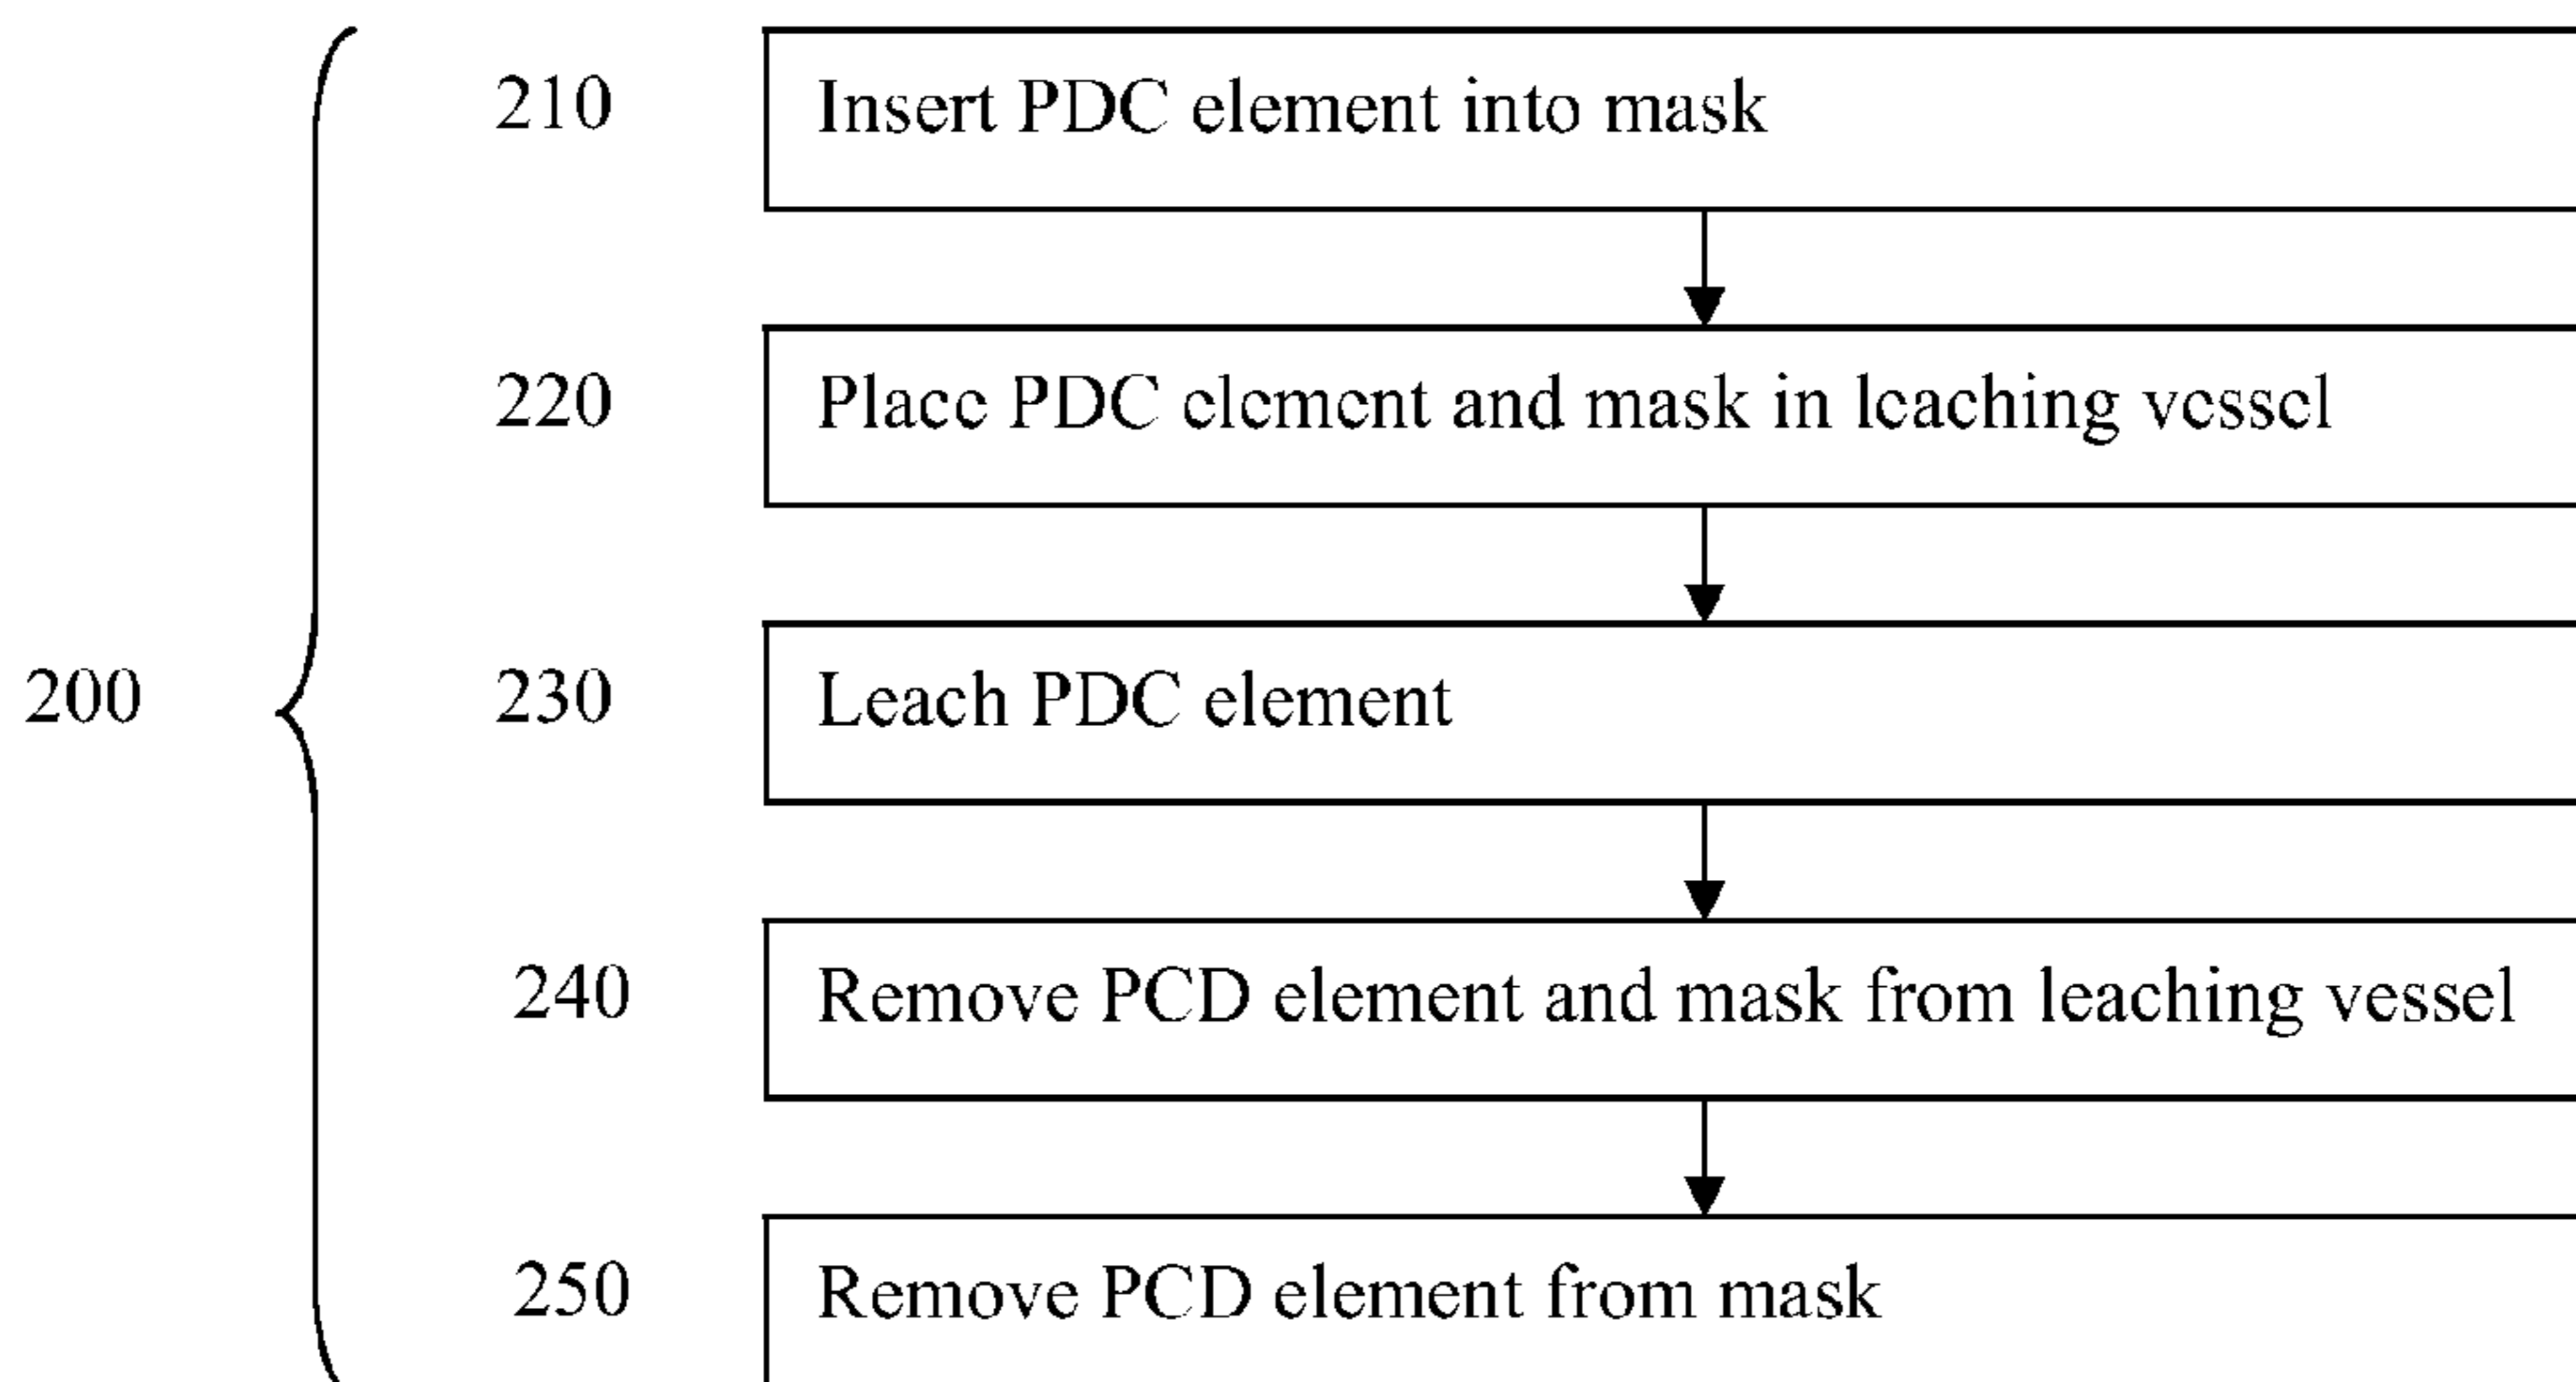 210 Insert PDC element into mask
220 Place PDC element and mask in leaching vessel
200 230 Leach PDC element
240 Remove PCD element and mask from leaching vessel
250 Remove PCD element from mask